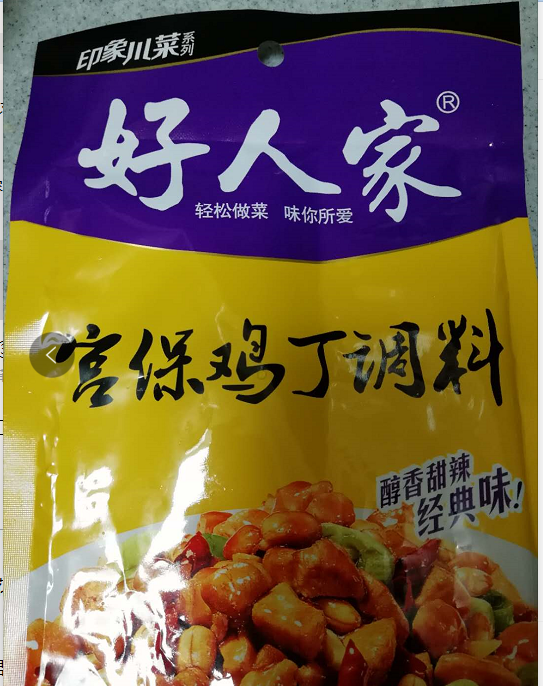 印象川菜系列
好人家®
轻松做菜 味你所爱
宫保鸡丁调料
醇香甜辣
经典味!